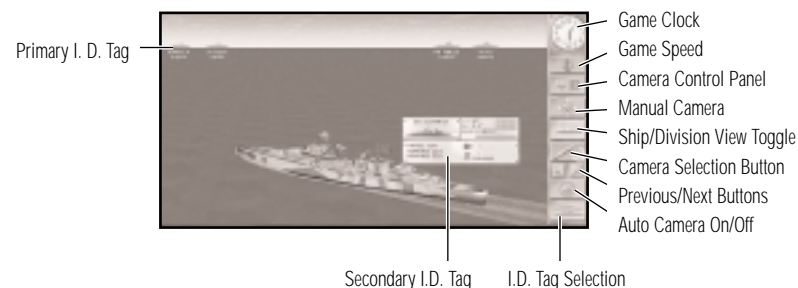 Game Clock
Primary I. D. Tag
Game Speed
Camera Control Panel
Manual Camera
Ship/Division View Toggle
Camera Selection Button
Previous/Next Buttons
Auto Camera On/Off
Secondary I.D. Tag
I.D. Tag Selection